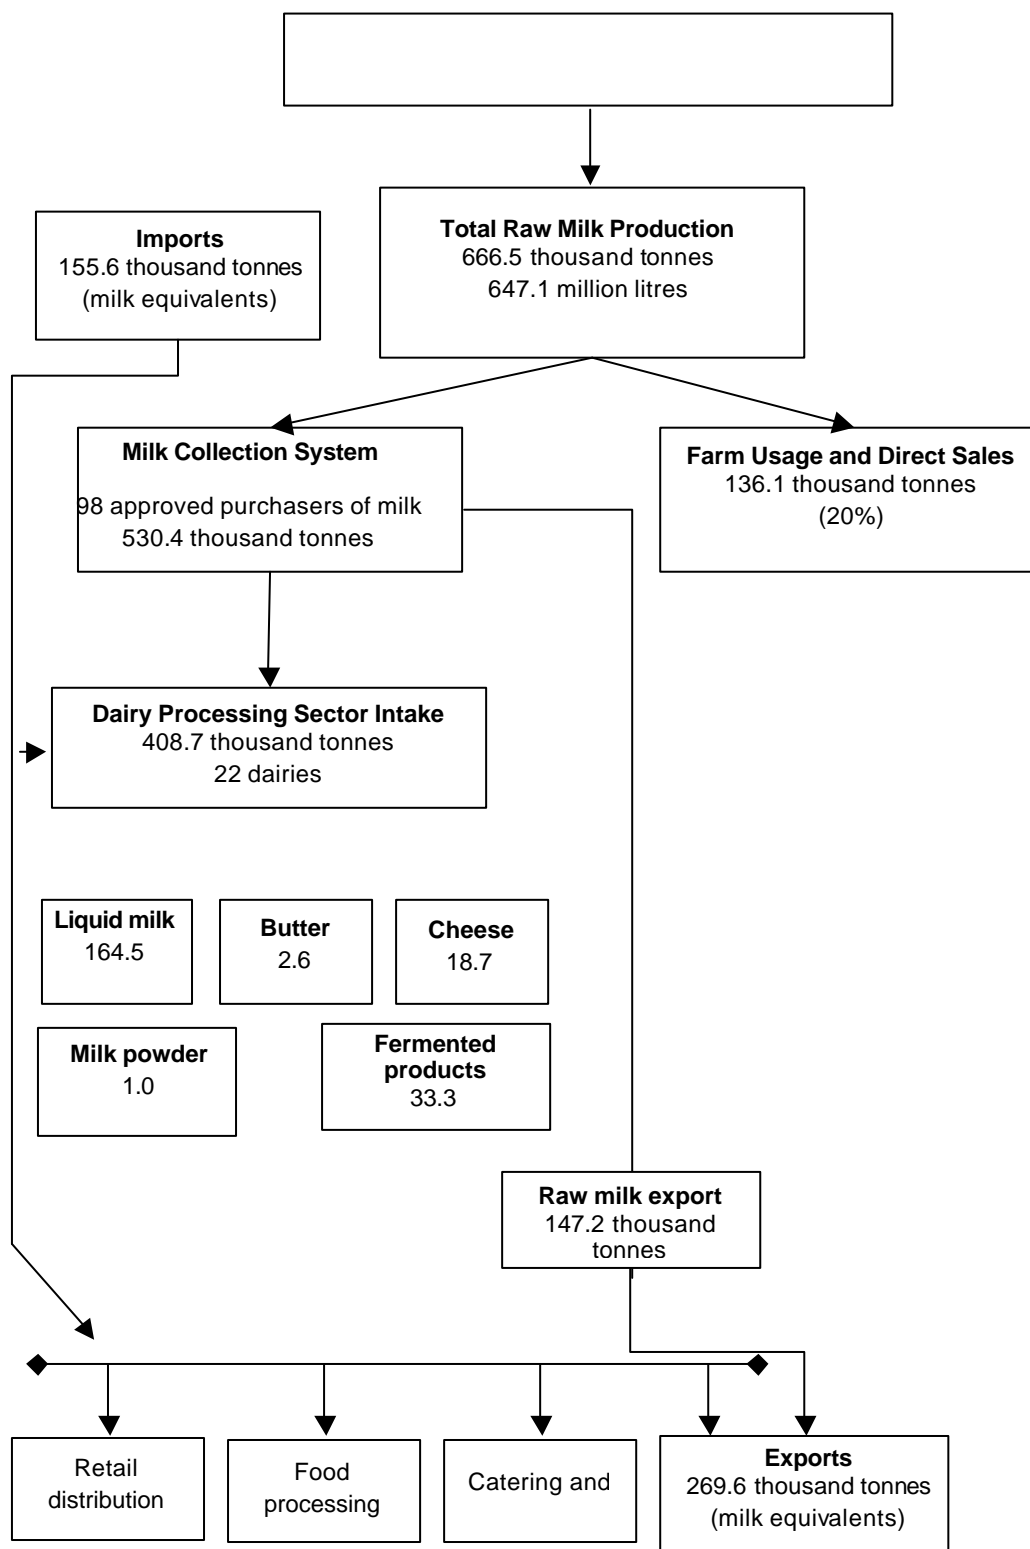 Total Raw Milk Production
666.5 thousand tonnes
647.1 million litres
Imports
155.6 thousand tonnes
(milk equivalents)
Milk Collection System
98 approved purchasers of milk
530.4 thousand tonnes
Farm Usage and Direct Sales
136.1 thousand tonnes
(20%)
Dairy Processing Sector Intake
408.7 thousand tonnes
22 dairies
Liquid milk
164.5
Butter
2.6
Cheese
18.7
Milk powder
1.0
Fermented
products
33.3
Raw milk export
147.2 thousand
tonnes
Retail
distribution
Food
processing
Catering and
Exports
269.6 thousand tonnes
(milk equivalents)